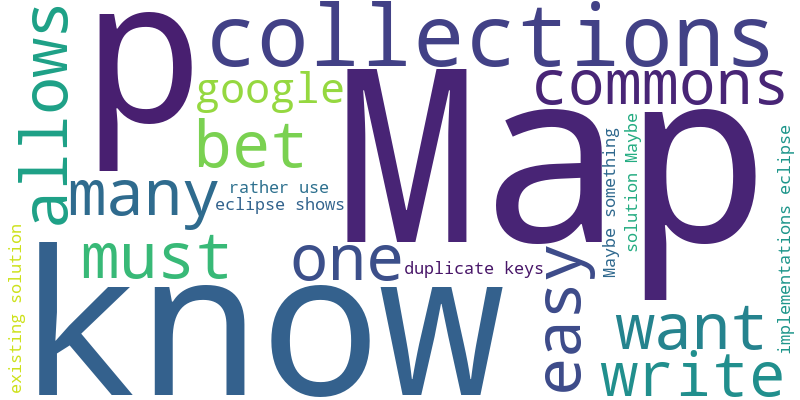 allows
p
collections
google
commons
Map
bet
many
rather use
eclipse shows
must
one
duplicate keys
know
easy
Maybe something
solution Maybe
implementations eclipse
existing solution
want
write